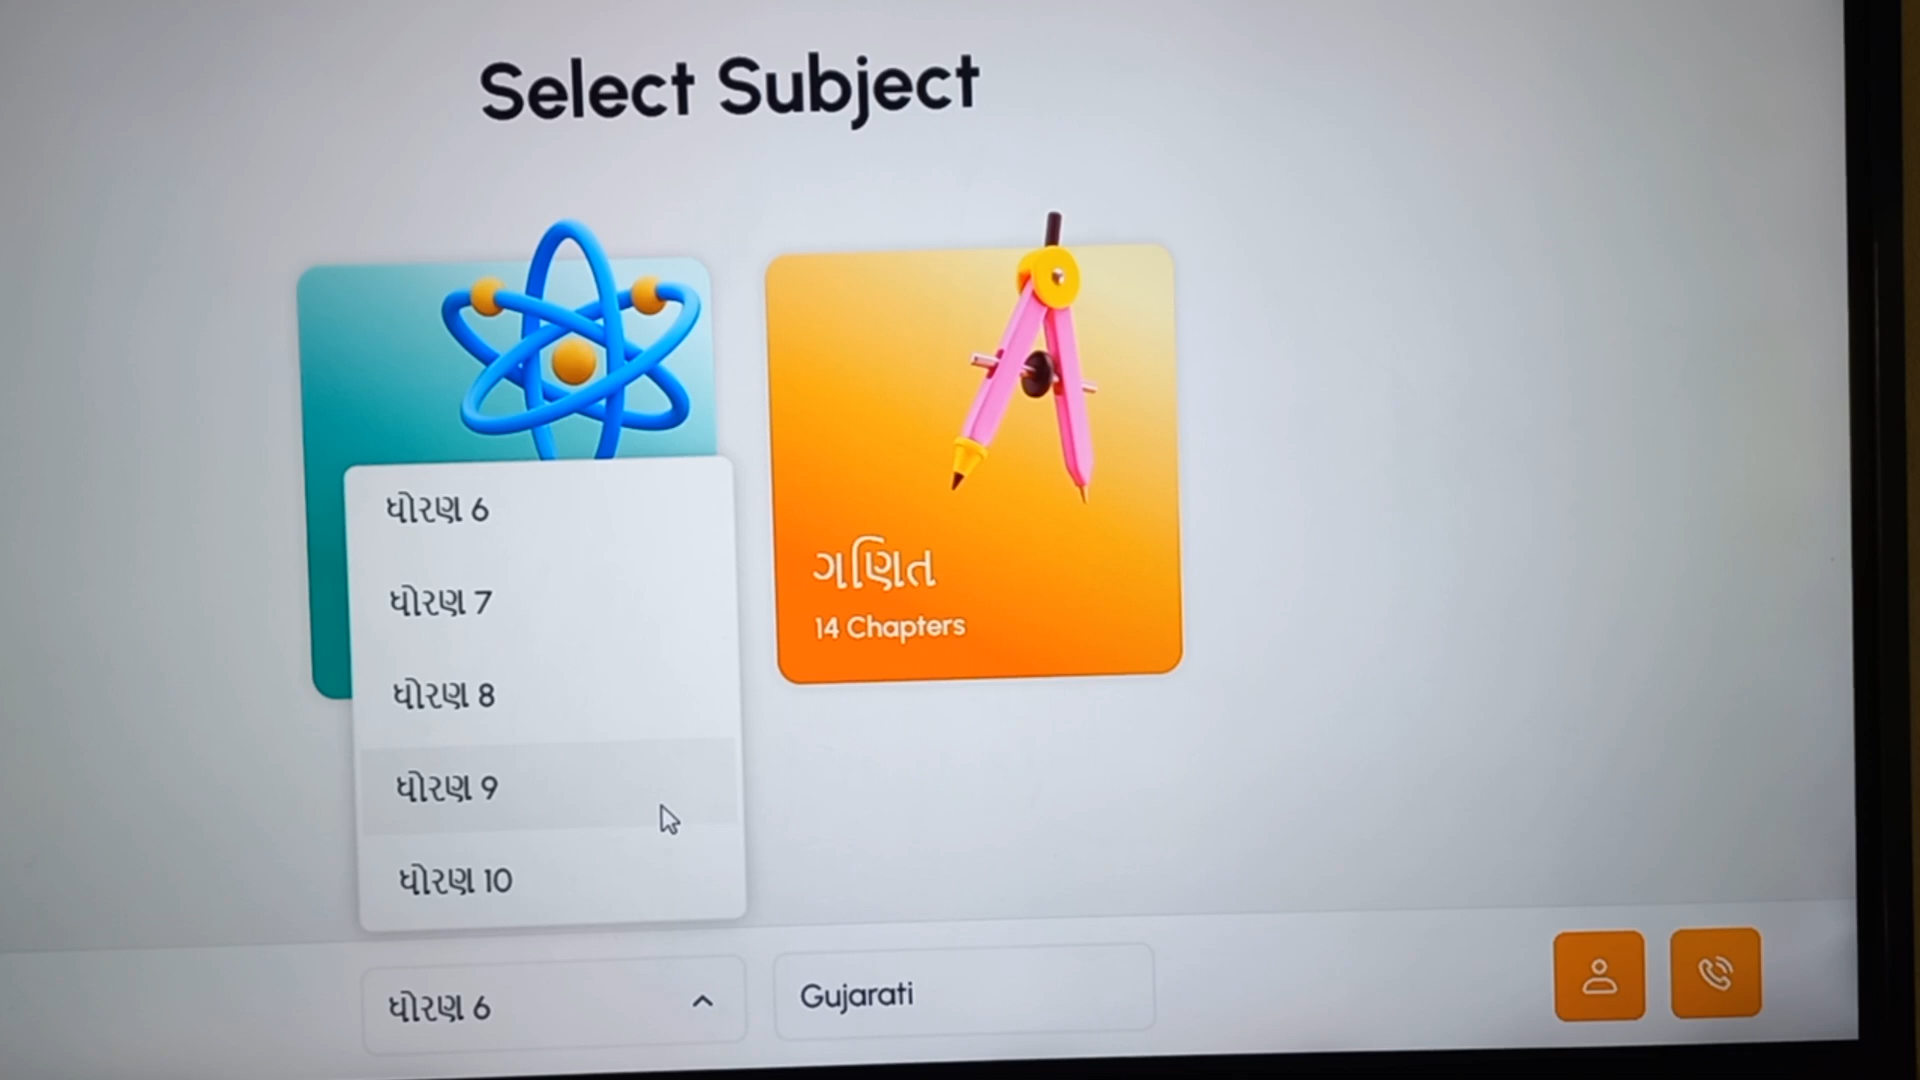 Select Subject
ગણિત
14 Chapters
ધોરણ 6
ધોરણ 7
ધોરણ 8
ધોરણ 9
ધોરણ 10
ધોરણ 6
Gujarati